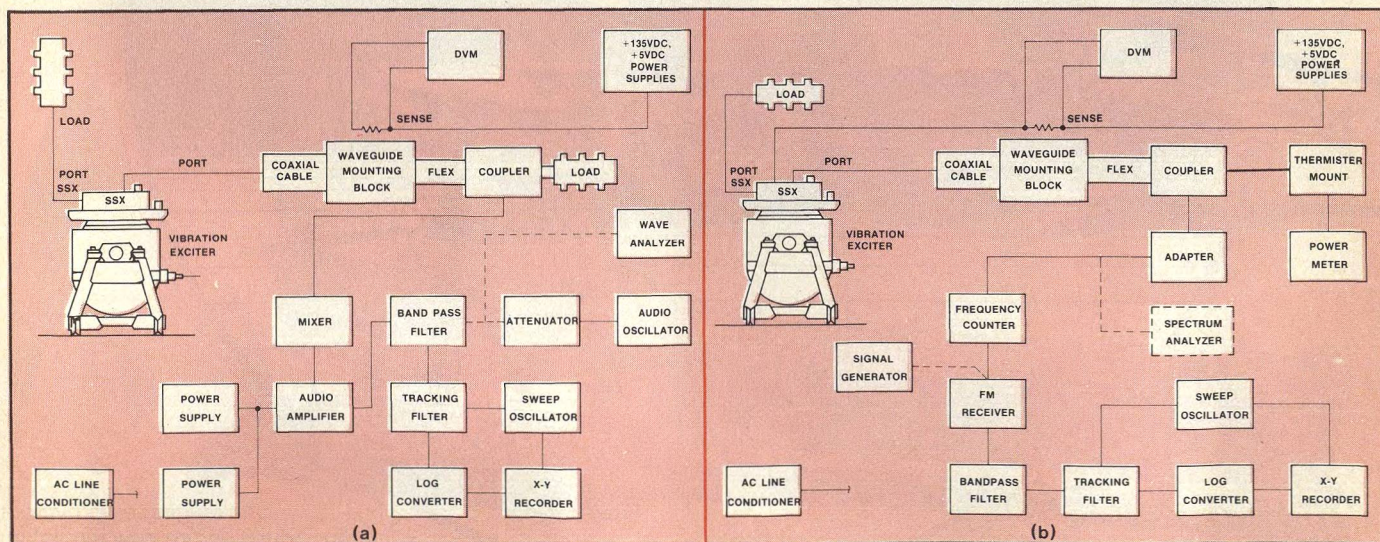 DVM
+135VDC,
+5VDC
POWER
SUPPLIES
LOAD
SENSE
PORT
COAXIAL
CABLE
WAVEGUIDE
MOUNTING
BLOCK
FLEX
COUPLER
LOAD
PORT
SSX
SSX
VIBRATION
EXCITER
WAVE
ANALYZER
MIXER
BAND PASS
FILTER
ATTENUATOR
AUDIO
OSCILLATOR
POWER
SUPPLY
AUDIO
AMPLIFIER
TRACKING
FILTER
SWEEP
OSCILLATOR
AC LINE
CONDITIONER
POWER
SUPPLY
LOG
CONVERTER
X-Y
RECORDER
(a)
DVM
+135VDC,
+5VDC
POWER
SUPPLIES
LOAD
SENSE
PORT
SSX
SSX
PORT
COAXIAL
CABLE
WAVEGUIDE
MOUNTING
BLOCK
FLEX
COUPLER
THERMISTER
MOUNT
VIBRATION
EXCITER
ADAPTER
POWER
METER
FREQUENCY
COUNTER
SPECTRUM
ANALYZER
SIGNAL
GENERATOR
FM
RECEIVER
SWEEP
OSCILLATOR
AC LINE
CONDITIONER
BANDPASS
FILTER
TRACKING
FILTER
LOG
CONVERTER
X-Y
RECORDER
(b)